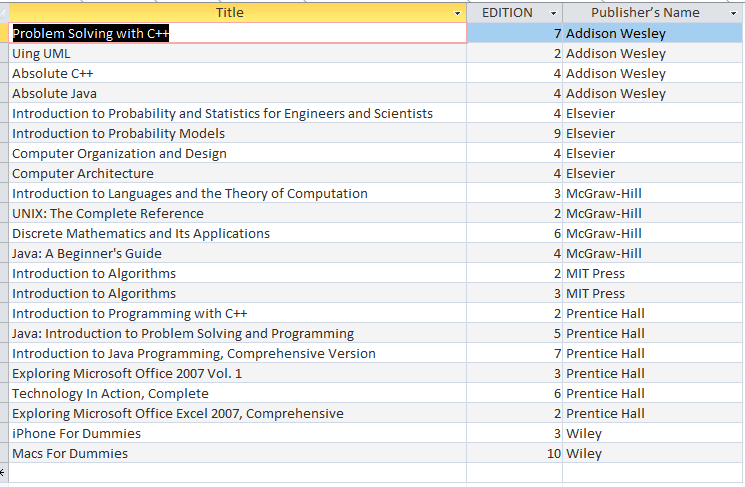 Title EDITION Publisher’s Name
Problem Solving with C++ 7 Addison Wesley
Uing UML 2 Addison Wesley
Absolute C++ 4 Addison Wesley
Absolute Java 4 Addison Wesley
Introduction to Probability and Statistics for Engineers and Scientists 4 Elsevier
Introduction to Probability Models 9 Elsevier
Computer Organization and Design 4 Elsevier
Computer Architecture 4 Elsevier
Introduction to Languages and the Theory of Computation 3 McGraw-Hill
UNIX: The Complete Reference 2 McGraw-Hill
Discrete Mathematics and Its Applications 6 McGraw-Hill
Java: A Beginner's Guide 4 McGraw-Hill
Introduction to Algorithms 2 MIT Press
Introduction to Algorithms 3 MIT Press
Introduction to Programming with C++ 2 Prentice Hall
Java: Introduction to Problem Solving and Programming 5 Prentice Hall
Introduction to Java Programming, Comprehensive Version 7 Prentice Hall
Exploring Microsoft Office 2007 Vol. 1 3 Prentice Hall
Technology In Action, Complete 6 Prentice Hall
Exploring Microsoft Office Excel 2007, Comprehensive 2 Prentice Hall
iPhone For Dummies 3 Wiley
Macs For Dummies 10 Wiley